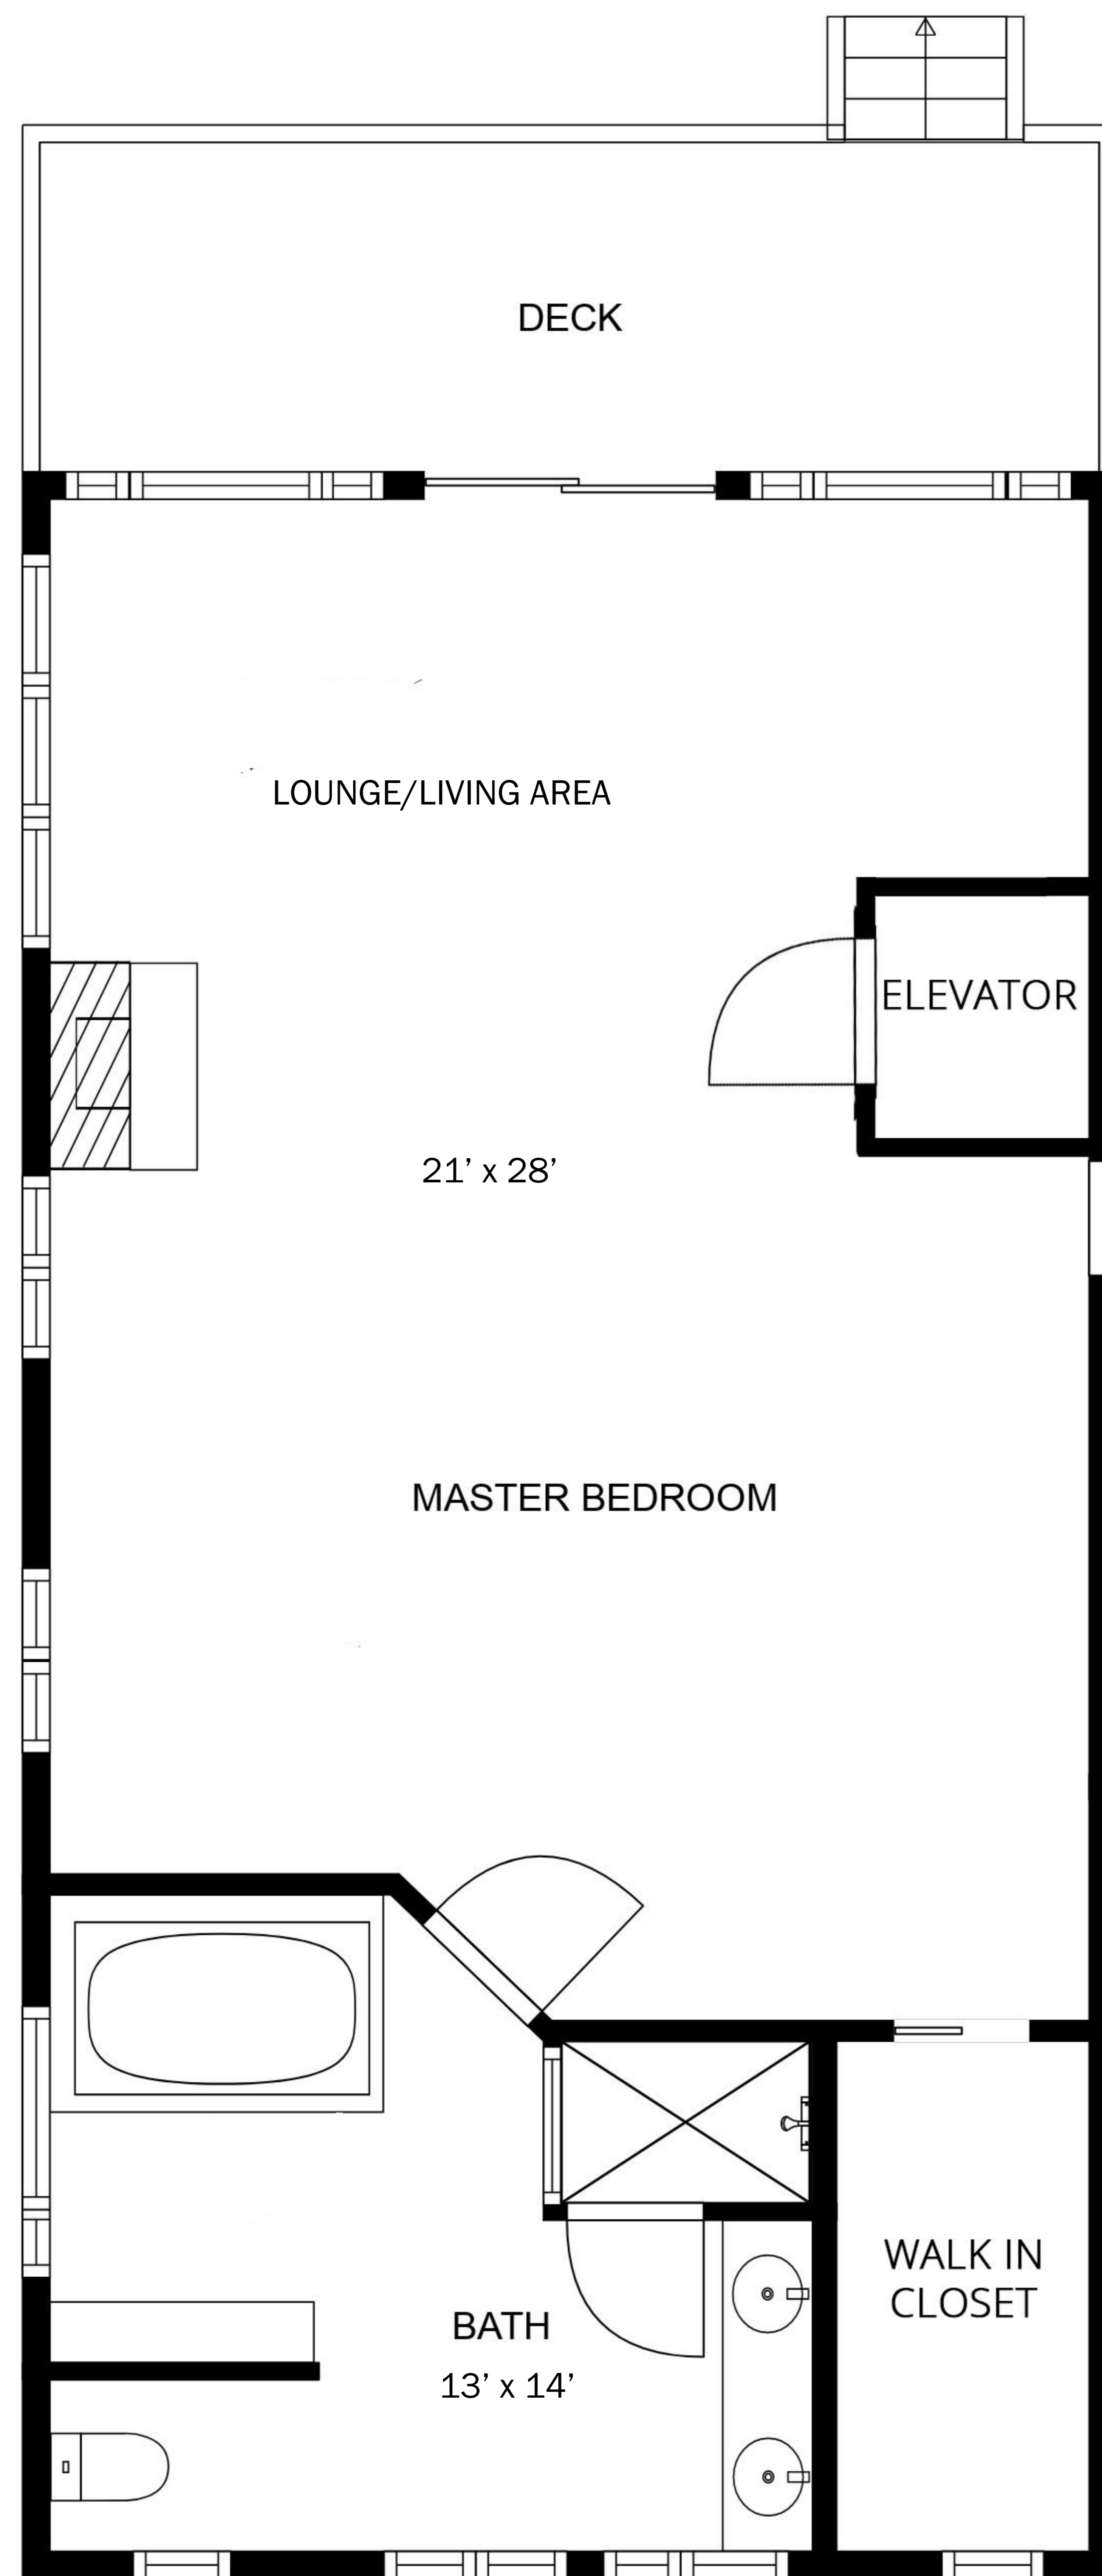 DECK
LOUNGE/LIVING AREA
ELEVATOR
21’ x 28’
MASTER BEDROOM
WALK IN
CLOSET
BATH
13’ x 14’